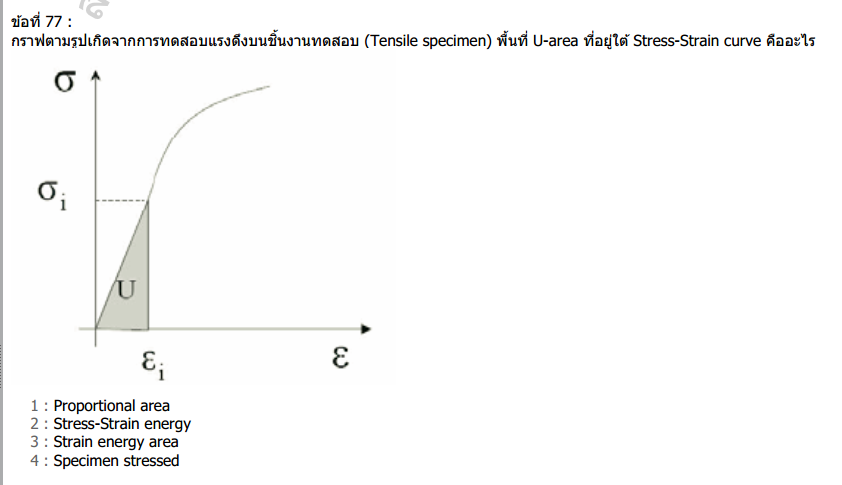 ข้อที่ 77 :
กราฟตามรูปเกิดจากการทดสอบแรงดึงบนชิ้นงานทดสอบ (Tensile specimen) พื้นที่ U-area ที่อยู่ใต้ Stress-Strain curve คืออะไร
σ
σi
U
εi
ε
1 : Proportional area
2 : Stress-Strain energy
3 : Strain energy area
4 : Specimen stressed